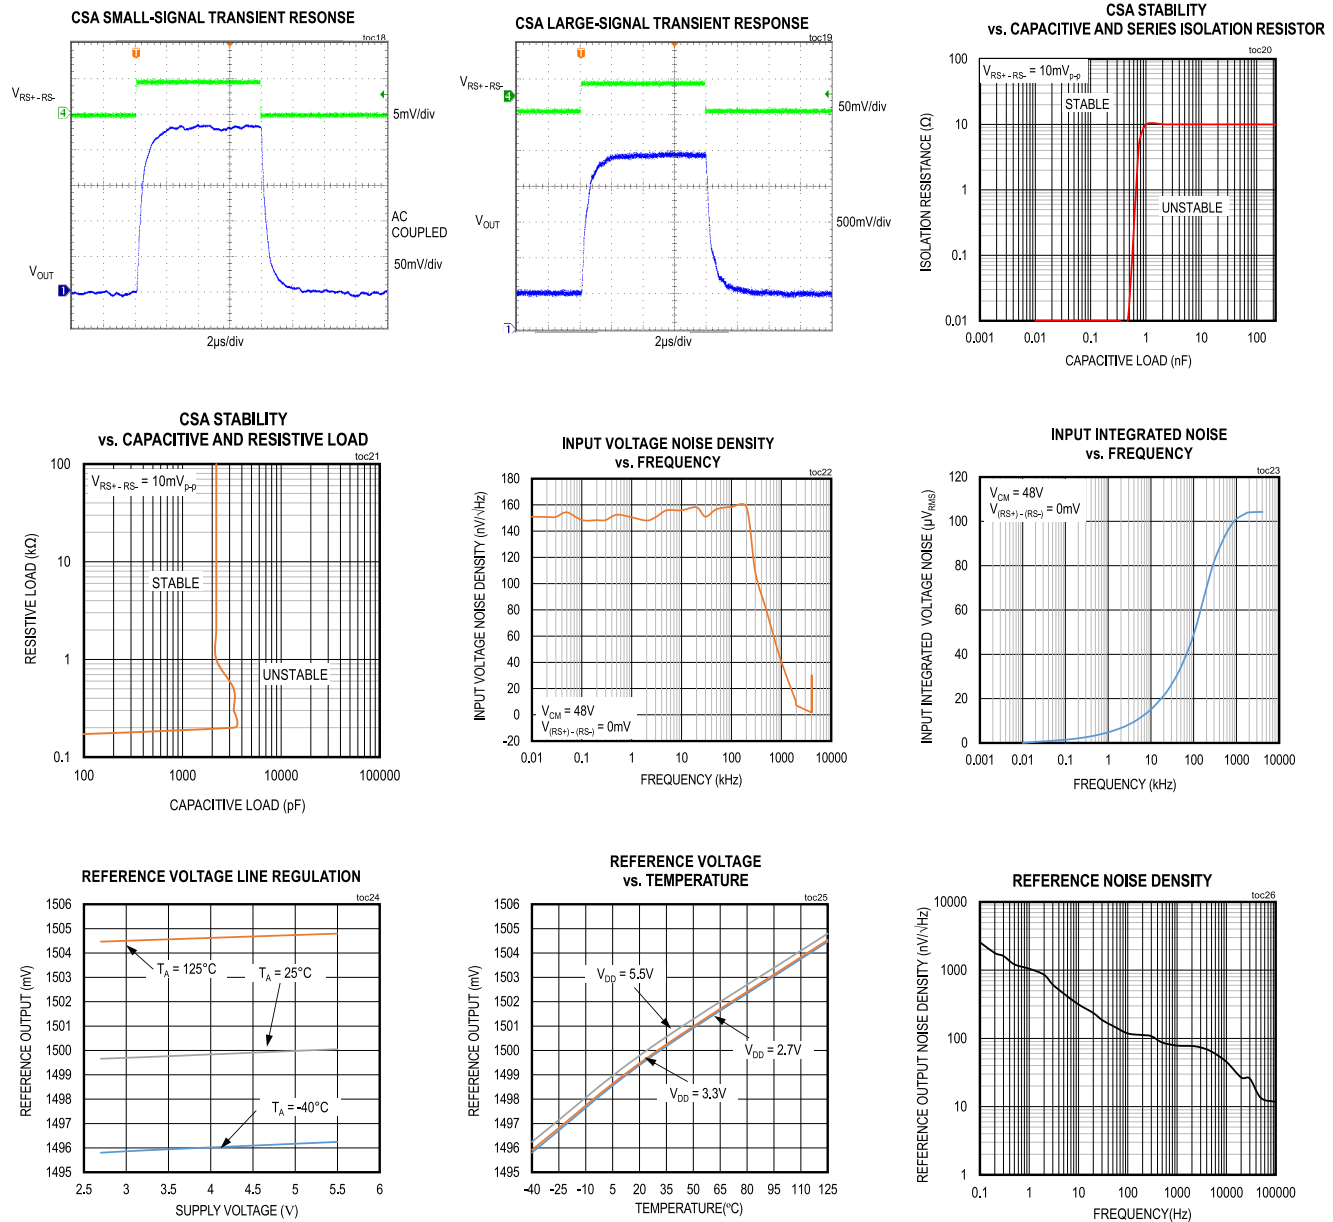 CSA SMALL-SIGNAL TRANSIENT RESONSE
toc18
T
VRS+ - RS-
4
5mV/div
AC
COUPLED
50mV/div
VOUT
1
2µs/div
CSA LARGE-SIGNAL TRANSIENT RESPONSE
toc19
T
VRS+ - RS-
4
50mV/div
VOUT
500mV/div
1
2µs/div
CSA STABILITY
vs. CAPACITIVE AND SERIES ISOLATION RESISTOR
toc20
VRS+ - RS- = 10mVp-p
STABLE
UNSTABLE
ISOLATION RESISTANCE (Ω)
100
10
1
0.1
0.01
0.001 0.01 0.1 1 10 100
CAPACITIVE LOAD (nF)
CSA STABILITY
vs. CAPACITIVE AND RESISTIVE LOAD
toc21
VRS+ - RS- = 10mVp-p
STABLE
UNSTABLE
RESISTIVE LOAD (kΩ)
100
10
1
0.1
100 1000 10000 100000
CAPACITIVE LOAD (pF)
INPUT VOLTAGE NOISE DENSITY
vs. FREQUENCY
toc22
INPUT VOLTAGE NOISE DENSITY (nV/√Hz)
180
160
140
120
100
80
60
40
20
0
-20
VCM = 48V
V(RS+) - (RS-) = 0mV
0.01 0.1 1 10 100 1000 10000
FREQUENCY (kHz)
INPUT INTEGRATED NOISE
vs. FREQUENCY
toc23
VCM = 48V
V(RS+) - (RS-) = 0mV
INPUT INTEGRATED VOLTAGE NOISE (µVRMS)
120
100
80
60
40
20
0
0.001 0.01 0.1 1 10 100 1000 10000
FREQUENCY (kHz)
REFERENCE VOLTAGE LINE REGULATION
toc24
REFERENCE OUTPUT (mV)
1506
1505
1504
1503
1502
1501
1500
1499
1498
1497
1496
1495
TA = 125°C
TA = 25°C
TA = -40°C
2.5 3 3.5 4 4.5 5 5.5 6
SUPPLY VOLTAGE (V)
REFERENCE VOLTAGE
vs. TEMPERATURE
toc25
REFERENCE OUTPUT (mV)
1506
1505
1504
1503
1502
1501
1500
1499
1498
1497
1496
1495
VDD = 5.5V
VDD = 2.7V
VDD = 3.3V
-40 -25 -10 5 20 35 50 65 80 95 110 125
TEMPERATURE(°C)
REFERENCE NOISE DENSITY
toc26
REFERENCE OUTPUT NOISE DENSITY (nV/√Hz)
10000
1000
100
10
1
0.1 1 10 100 1000 10000 100000
FREQUENCY(Hz)